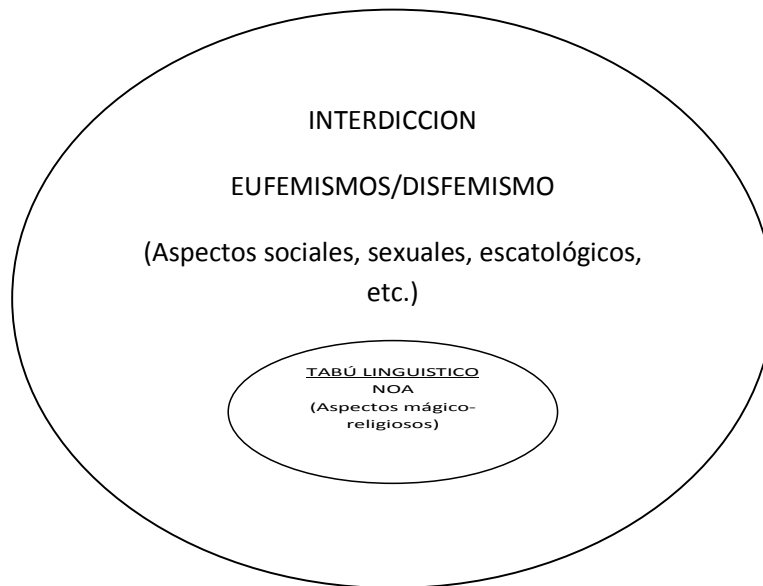 INTERDICCION
EUFEMISMOS/DISFEMISMO
(Aspectos sociales, sexuales, escatológicos,
etc.)
TABÚ LINGUISTICO
NOA
(Aspectos mágico-
religiosos)